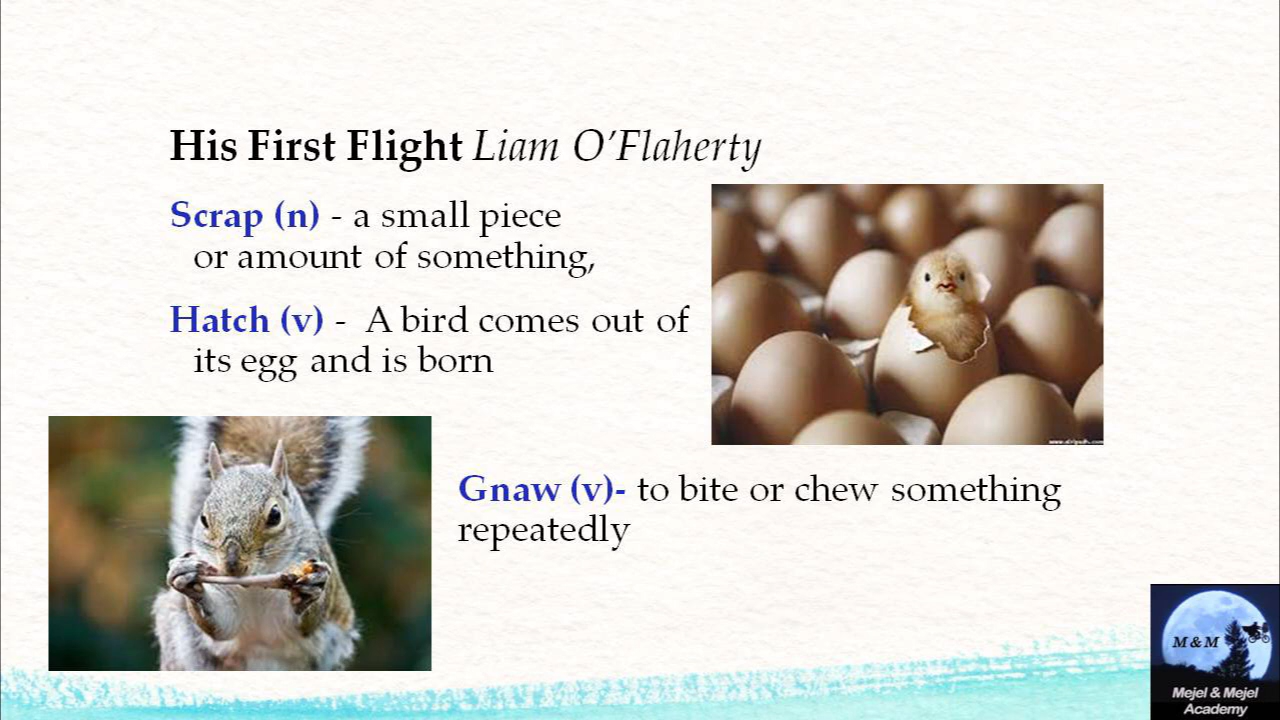 His First Flight Liam O’Flaherty
Scrap (n) - a small piece
or amount of something,
Hatch (v) - A bird comes out of
its egg and is born
Gnaw (v)- to bite or chew something
repeatedly
M & M
Mejel & Mejel
Academy